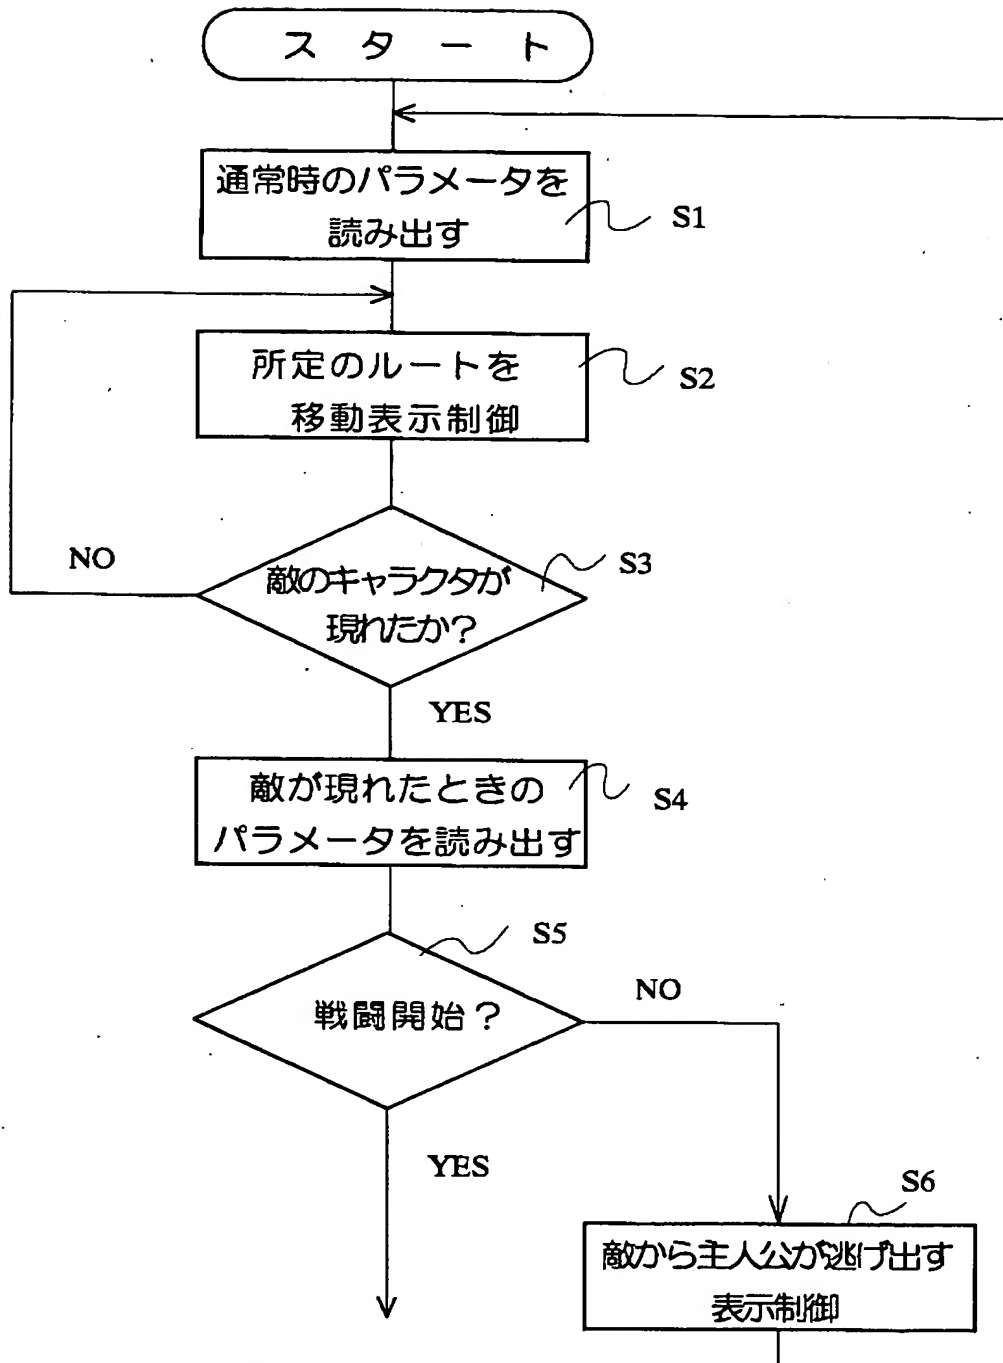 スタート
通常時のパラメータを
読み出す
S1
所定のルートを
移動表示制御
S2
NO
敵のキャラクタが
現れたか？
S3
YES
敵が現れたときの
パラメータを読み出す
S4
S5
戦闘開始？
NO
YES
S6
敵から主人公が逃げ出す
表示制御